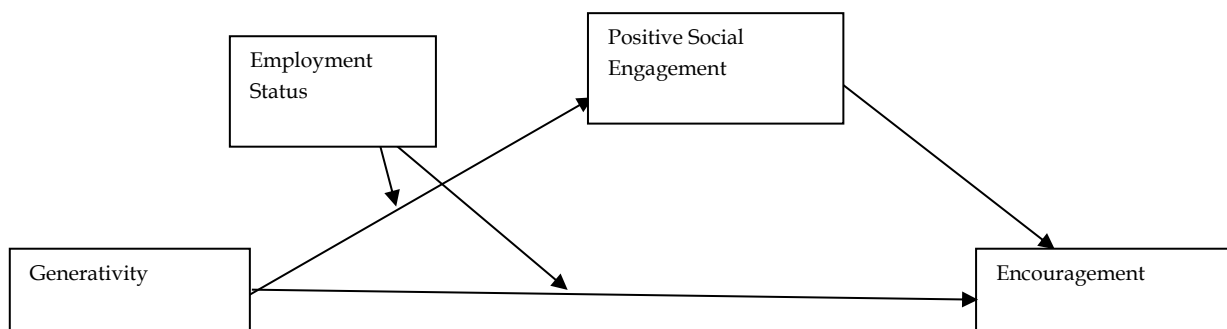 Positive Social
Engagement
Employment
Status
Generativity
Encouragement